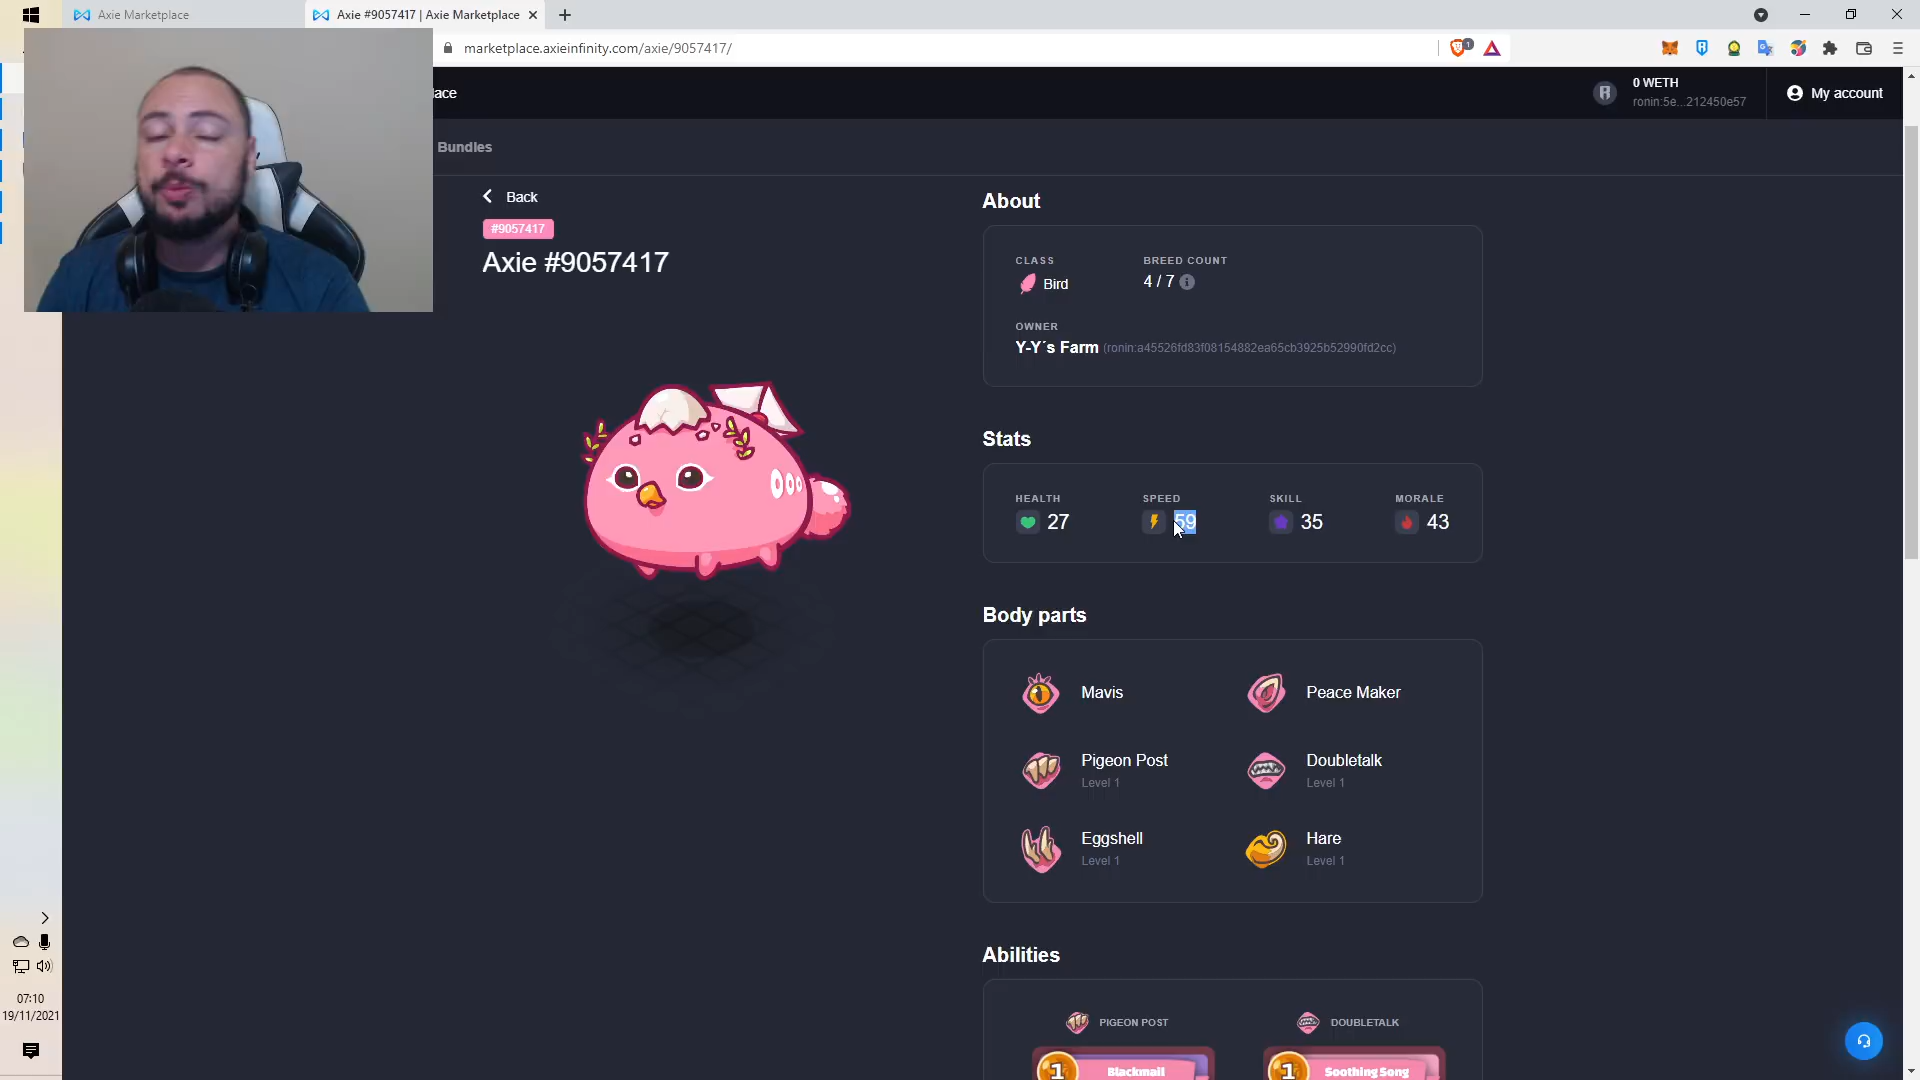 Axie Marketplace
Axie #9057417 | Axie Marketplace
marketplace.axieinfinity.com/axie/9057417/
1
lace
0 WETH
ronin:5e...212450e57
My account
Bundles
Back
#9057417
Axie #9057417
About
CLASS
BREED COUNT
Bird
4 / 7
OWNER
Y-Y´s Farm (ronin:a45526fd83f08154882ea65cb3925b52990fd2cc)
Stats
HEALTH
SPEED
SKILL
MORALE
27
59
35
43
Body parts
Mavis
Peace Maker
Pigeon Post
Level 1
Doubletalk
Level 1
Eggshell
Level 1
Hare
Level 1
Abilities
PIGEON POST
DOUBLETALK
1
Blackmail
1
Soothing Song
07:10
19/11/2021